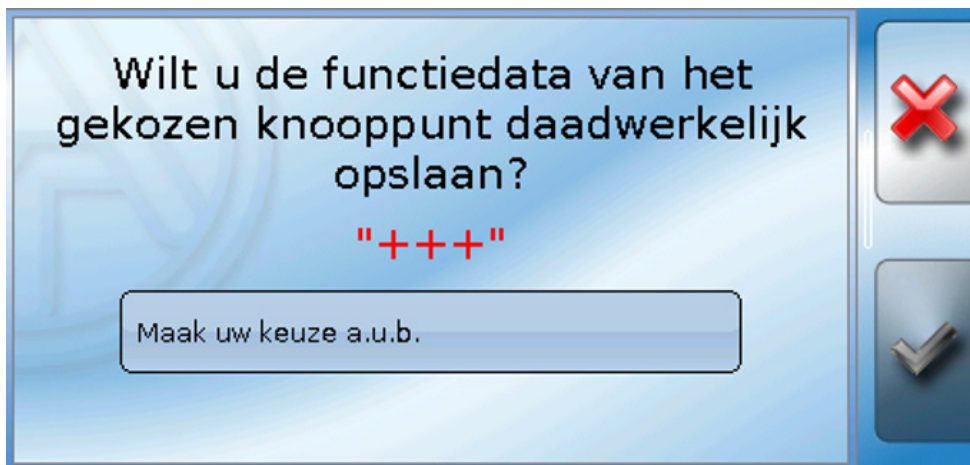 Wilt u de functiedata van het
gekozen knooppunt daadwerkelijk
opslaan?
"+++"
Maak uw keuze a.u.b.